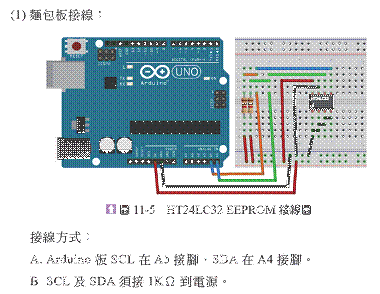 (1) 麵包板接線：
UNO
Arduino
圖 11-5 HT24LC32 EEPROM 接線圖
接線方式：
A. Arduino 板 SCL 在 A5 接腳，SDA 在 A4 接腳。
B. SCL 及 SDA 須接 1KΩ 到電源。